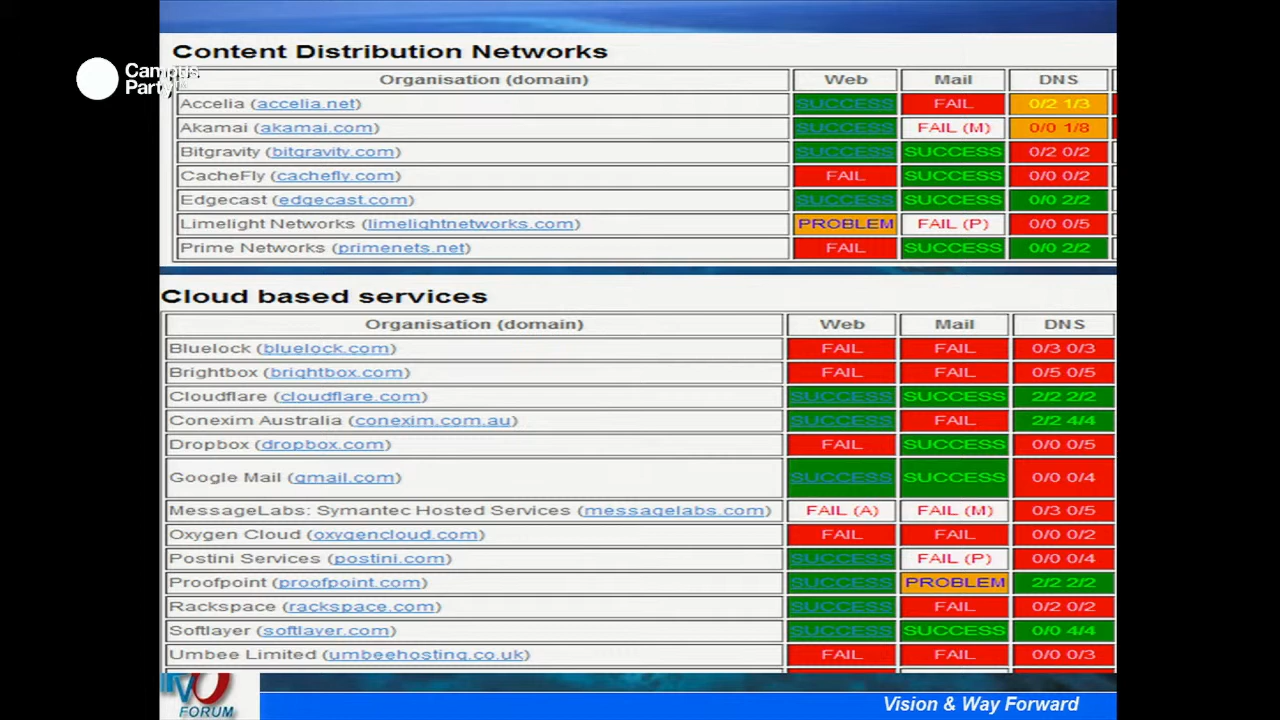 Content Distribution Networks
Campus Party
Organisation (domain) Web Mail DNS
Accelia (accelia.net) SUCCESS FAIL 0/2 1/3
Akamai (akamai.com) SUCCESS FAIL (M) 0/0 1/8
Bitgravity (bitgravity.com) SUCCESS SUCCESS 0/2 0/2
CacheFly (cachefly.com) FAIL SUCCESS 0/0 0/2
Edgecast (edgecast.com) SUCCESS SUCCESS 0/0 2/2
Limelight Networks (limelightnetworks.com) PROBLEM FAIL (P) 0/0 0/5
Prime Networks (primenets.net) FAIL SUCCESS 0/0 2/2
Cloud based services
Organisation (domain) Web Mail DNS
Bluelock (bluelock.com) FAIL FAIL 0/3 0/3
Brightbox (brightbox.com) FAIL FAIL 0/5 0/5
Cloudflare (cloudflare.com) SUCCESS SUCCESS 2/2 2/2
Conexim Australia (conexim.com.au) SUCCESS FAIL 2/2 4/4
Dropbox (dropbox.com) FAIL SUCCESS 0/0 0/5
Google Mail (gmail.com) SUCCESS SUCCESS 0/0 0/4
MessageLabs: Symantec Hosted Services (messagelabs.com) FAIL (A) FAIL (M) 0/3 0/5
Oxygen Cloud (oxygencloud.com) FAIL FAIL 0/0 0/2
Postini Services (postini.com) SUCCESS FAIL (P) 0/0 0/4
Proofpoint (proofpoint.com) SUCCESS PROBLEM 2/2 2/2
Rackspace (rackspace.com) SUCCESS FAIL 0/2 0/2
Softlayer (softlayer.com) SUCCESS SUCCESS 0/0 4/4
Umbee Limited (umbeehosting.co.uk) FAIL FAIL 0/0 0/3
FORUM
Vision & Way Forward